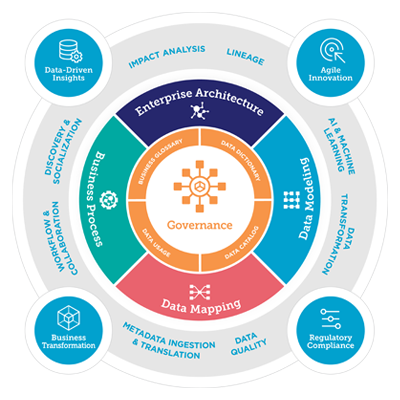 Data-Driven
Insights
IMPACT ANALYSIS
LINEAGE
Agile
Innovation
DISCOVERY &
SOCIALIZATION
Enterprise Architecture
AI & MACHINE
LEARNING
BUSINESS GLOSSARY
DATA DICTIONARY
Business Process
Governance
Data Modeling
WORKFLOW &
COLLABORATION
DATA
TRANSFORMATION
DATA USAGE
DATA CATALOG
Data Mapping
Business
Transformation
METADATA INGESTION
& TRANSLATION
DATA
QUALITY
Regulatory
Compliance